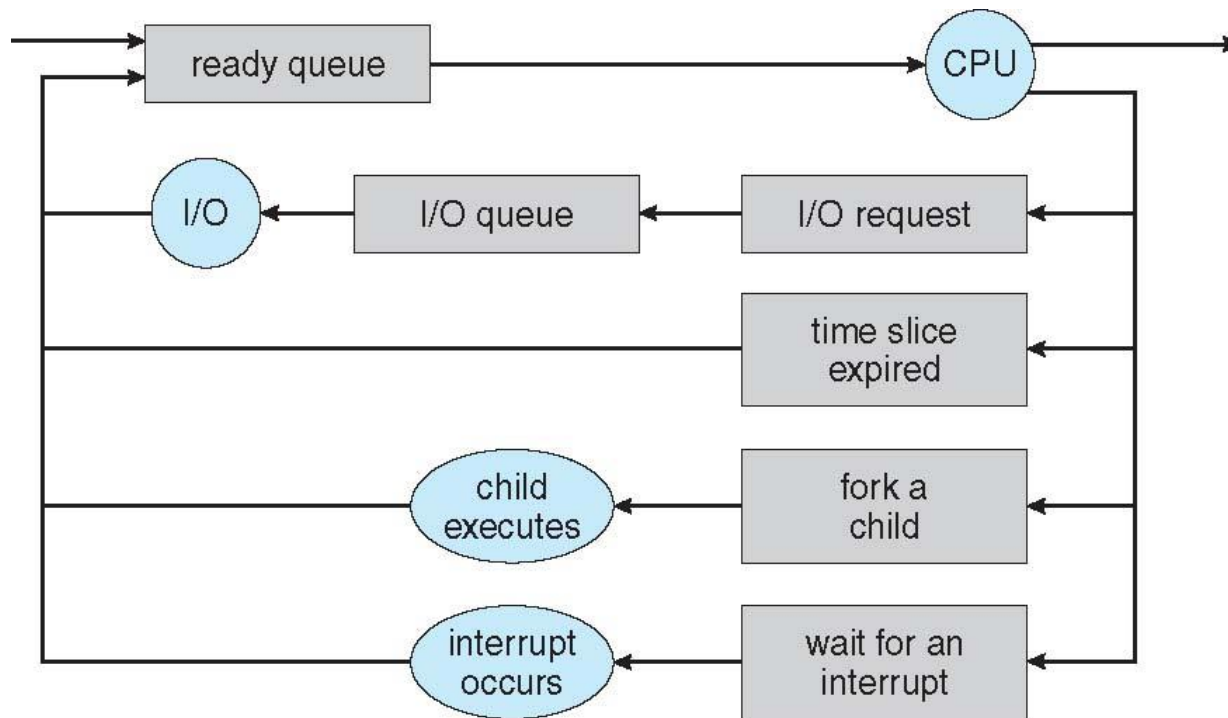 ready queue
CPU
I/O
I/O queue
I/O request
time slice
expired
child
executes
fork a
child
interrupt
occurs
wait for an
interrupt